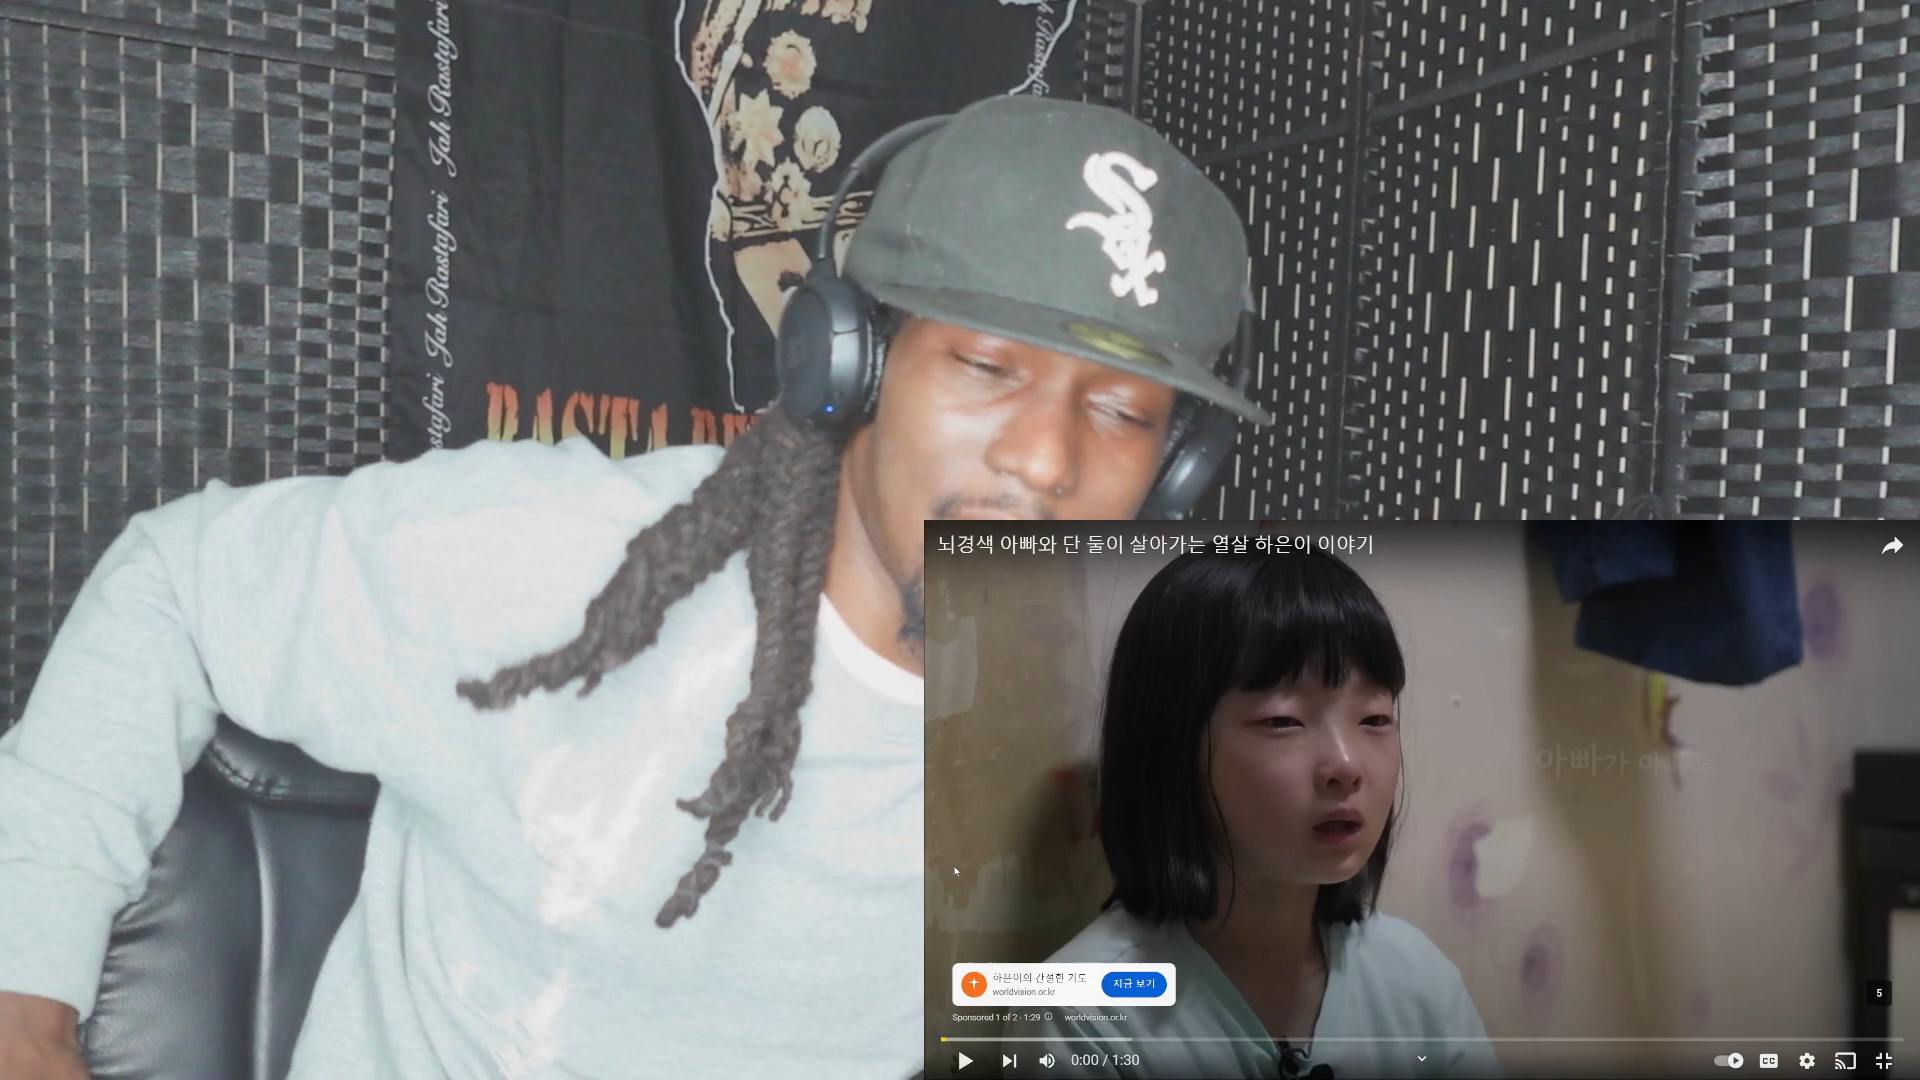 Jah Rastafari
Jah Rastafari
Sox
RASTA
뇌경색 아빠와 단 둘이 살아가는 열살 하은이 이야기
아빠가
하은이의 간절한 기도
worldvision.or.kr
지금 보기
5
Sponsored 1 of 2 · 1:29
worldvision.or.kr
0:00 / 1:30
CC